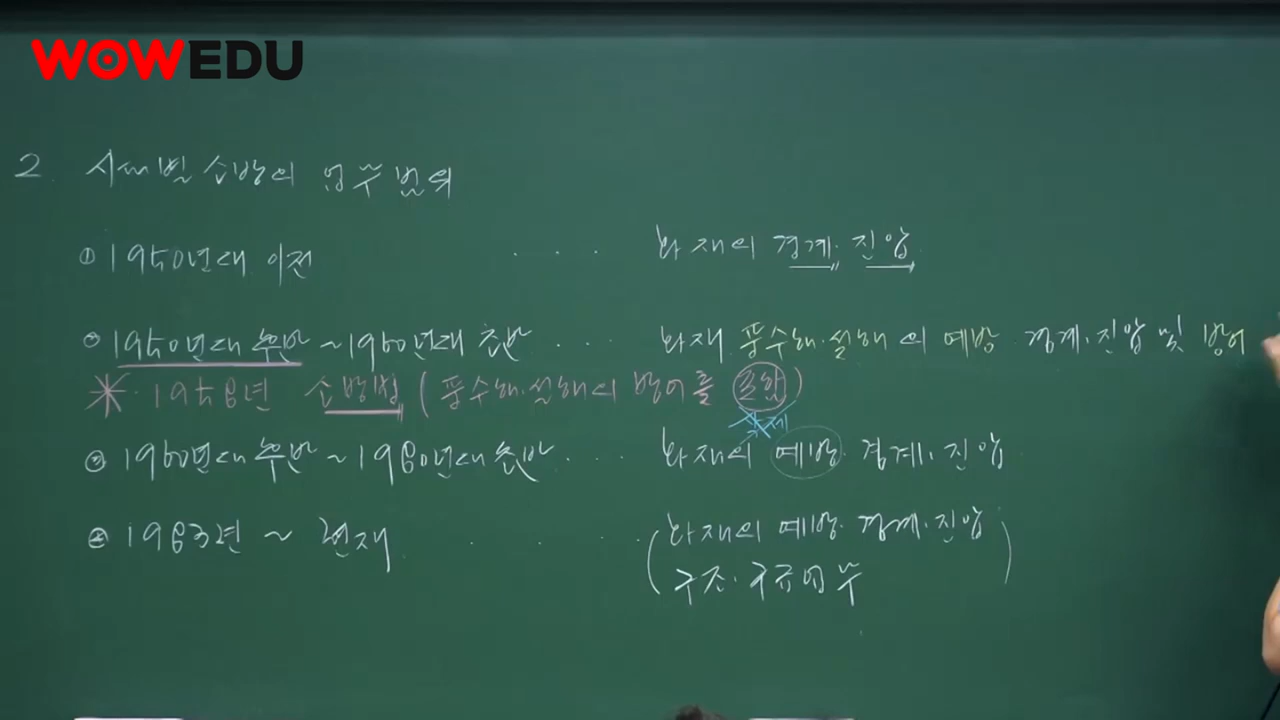 WOWEDU
2. 시대별 소방의 업무범위
① 1950년대 이전 . . . 화재의 경계·진압
② 1950년대 후반 ~ 1960년대 초반 . . . 화재 풍수해·설해의 예방·경계·진압 및 방어
※ · 1958년 소방법 (풍수해·설해의 방어를 포함)
삭제
③ 1960년대 후반 ~ 1980년대 초반 . . . 화재의 예방·경계·진압
④ 1983년 ~ 현재 . . . . (화재의 예방·경계·진압
구조·구급업무)